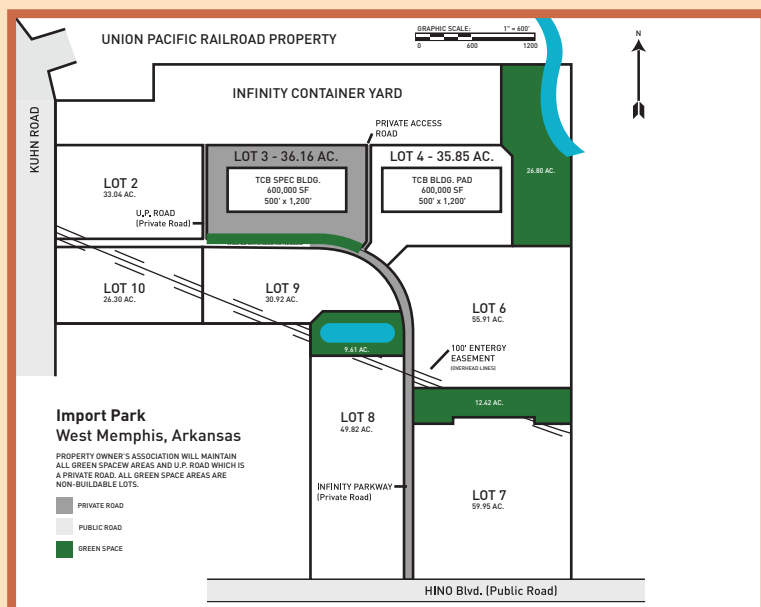 UNION PACIFIC RAILROAD PROPERTY
GRAPHIC SCALE: 1" = 600'
0 600 1200
N
KUHN ROAD
INFINITY CONTAINER YARD
PRIVATE ACCESS
ROAD
LOT 2
33.04 AC.
LOT 3 - 36.16 AC.
TCB SPEC BLDG.
600,000 SF
500' x 1,200'
LOT 4 - 35.85 AC.
TCB BLDG. PAD
600,000 SF
500' x 1,200'
26.80 AC.
U.P. ROAD
(Private Road)
LOT 10
26.30 AC.
LOT 9
30.92 AC.
LOT 6
55.91 AC.
9.61 AC.
100' ENTERGY
EASEMENT
(OVERHEAD LINES)
12.42 AC.
LOT 8
49.82 AC.
Import Park
West Memphis, Arkansas
PROPERTY OWNER'S ASSOCIATION WILL MAINTAIN
ALL GREEN SPACEW AREAS AND U.P. ROAD WHICH IS
A PRIVATE ROAD. ALL GREEN SPACE AREAS ARE
NON-BUILDABLE LOTS.
PRIVATE ROAD
PUBLIC ROAD
GREEN SPACE
INFINITY PARKWAY
(Private Road)
LOT 7
59.95 AC.
HINO Blvd. (Public Road)